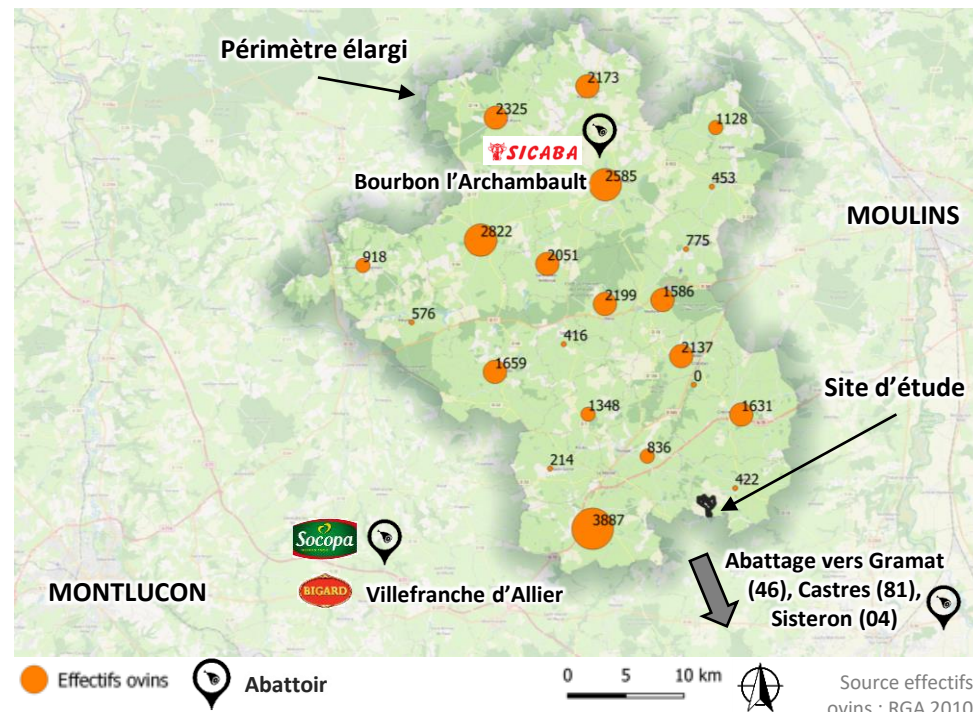 Périmètre élargi
2173
2325
1128
SICABA
Bourbon l'Archambault
2585
453
MOULINS
2822
775
918
2051
2199
1586
576
416
2137
1659
0
Site d'étude
1348
1631
836
214
422
3887
Socopa
Abattage vers Gramat
(46), Castres (81),
Sisteron (04)
BIGARD
Villefranche d'Allier
MONTLUCON
Effectifs ovins
Abattoir
0 5 10 km
Source effectifs
ovins : RGA 2010